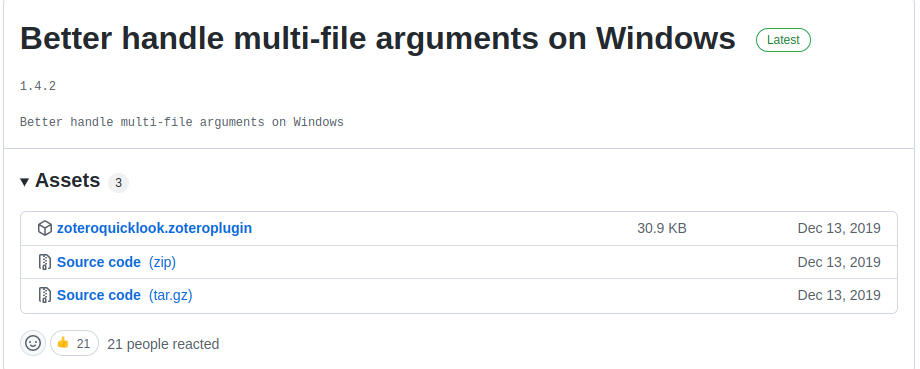 Better handle multi-file arguments on Windows Latest
1.4.2
Better handle multi-file arguments on Windows
Assets 3
zoteroquicklook.zoteroplugin 30.9 KB Dec 13, 2019
Source code (zip) Dec 13, 2019
Source code (tar.gz) Dec 13, 2019
21 21 people reacted